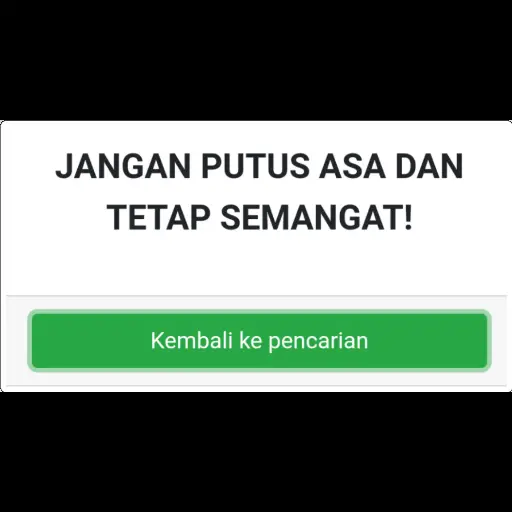 JANGAN PUTUS ASA DAN
TETAP SEMANGAT!
Kembali ke pencarian